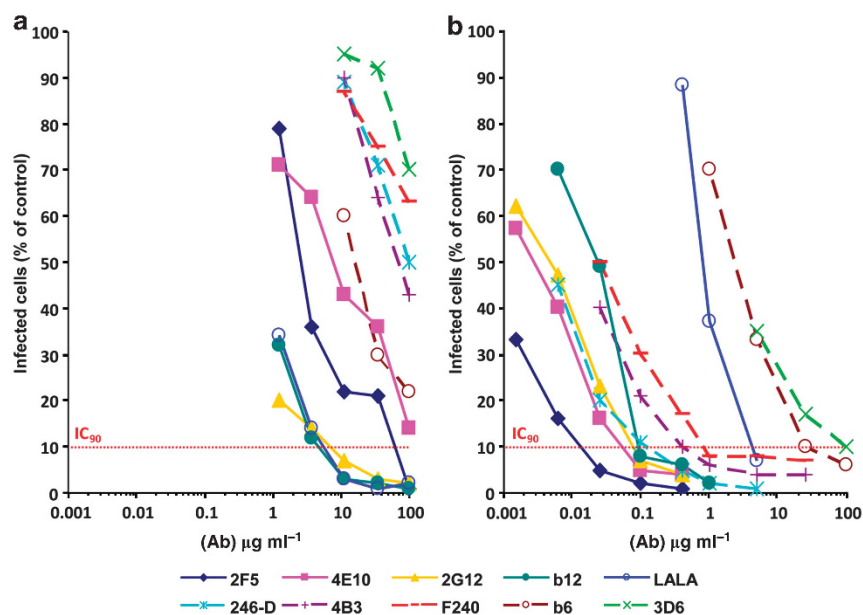 a
Infected cells (% of control)
100
90
80
70
60
50
40
30
20
10
0
IC90
0.001 0.01 0.1 1 10 100
(Ab) µg ml⁻¹
b
Infected cells (% of control)
100
90
80
70
60
50
40
30
20
10
0
IC90
0.001 0.01 0.1 1 10 100
(Ab) µg ml⁻¹
2F5 4E10 2G12 b12 LALA
246-D 4B3 F240 b6 3D6